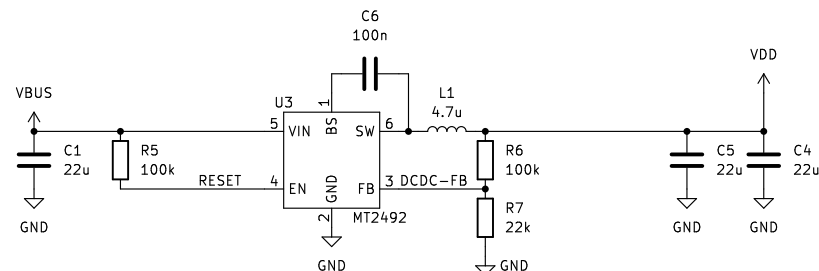 C6
100n
VDD
VBUS
U3
1
L1
4.7u
5
VIN
BS
SW
6
C1
22u
R5
100k
R6
100k
C5
22u
C4
22u
RESET
4
EN
GND
FB
3
DCDC-FB
2
MT2492
R7
22k
GND
GND
GND
GND
GND